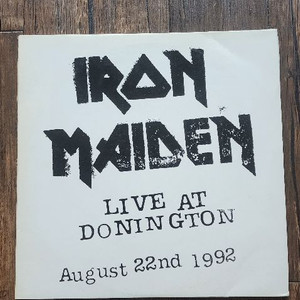 IRON
MAIDEN
LIVE AT
DONINGTON
August 22nd 1992